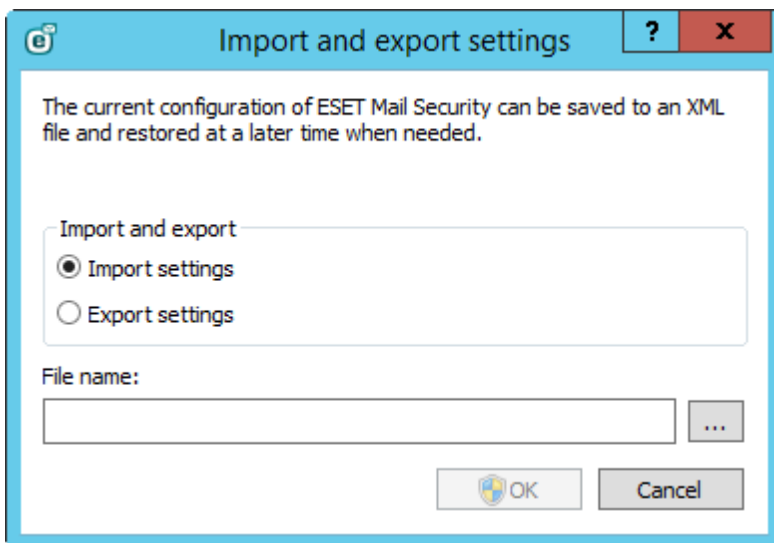 e
Import and export settings
?
x
The current configuration of ESET Mail Security can be saved to an XML
file and restored at a later time when needed.
Import and export
Import settings
Export settings
File name:
...
OK
Cancel